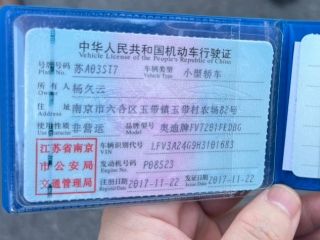 中华人民共和国机动车行驶证
Vehicle License of the People's Republic of China
号牌号码 苏A03ST7 车辆类型 小型轿车
Plate No. Vehicle Type
所有人 杨久云
Owner
住址 南京市六合区玉带镇玉带村农场82号
Address
使用性质 非营运 品牌型号 奥迪牌FV7201FCDBG
Use Character Model
江苏省南京
市公安局
交通管理局
车辆识别代号 LFV3A24G9H3101683
VIN
发动机号码 P08523
Engine No.
注册日期 2017-11-22 发证日期 2017-11-22
Register Date Issue Date